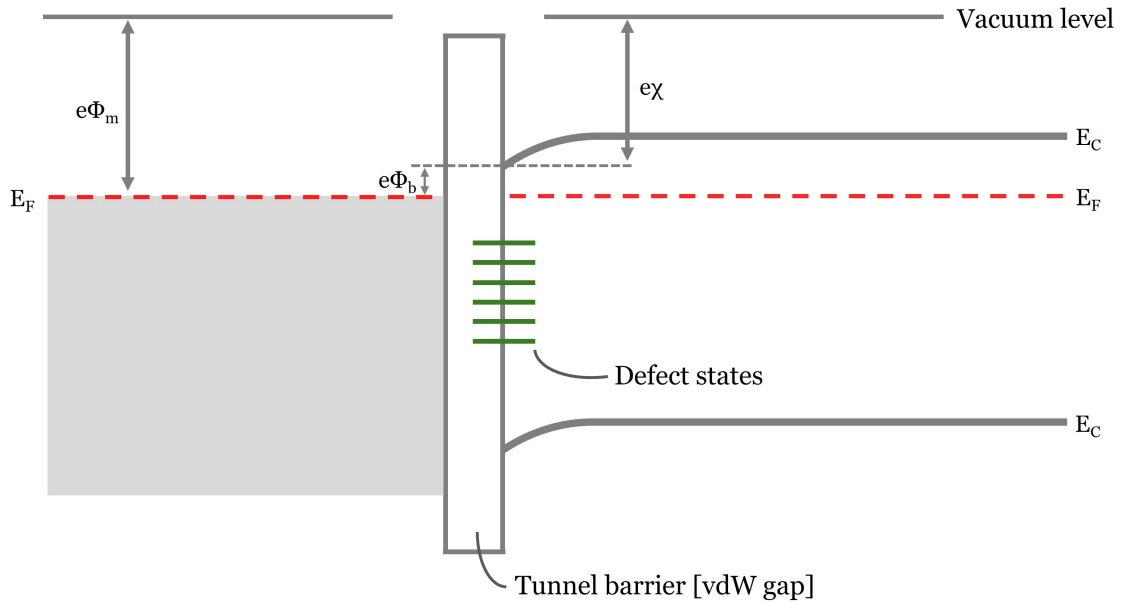 Vacuum level
eΦm
eχ
EC
eΦb
EF
EF
Defect states
EC
Tunnel barrier [vdW gap]